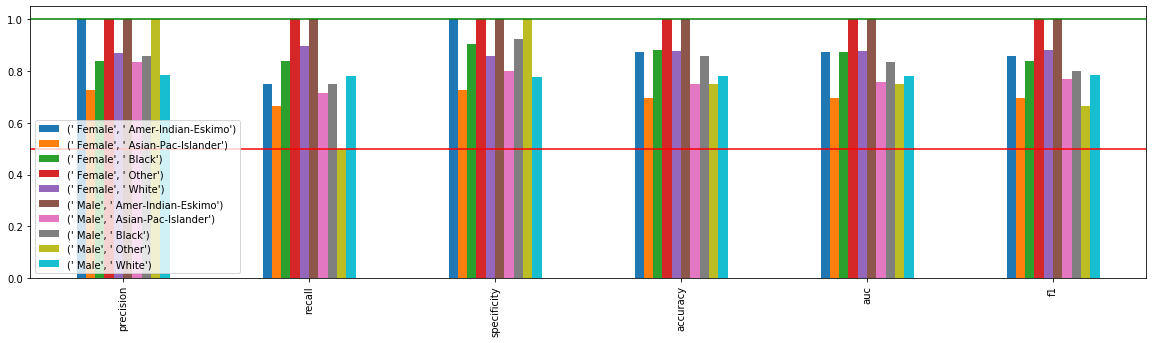 1.0
0.8
0.6
0.4
0.2
0.0
(' Female', ' Amer-Indian-Eskimo')
(' Female', ' Asian-Pac-Islander')
(' Female', ' Black')
(' Female', ' Other')
(' Female', ' White')
(' Male', ' Amer-Indian-Eskimo')
(' Male', ' Asian-Pac-Islander')
(' Male', ' Black')
(' Male', ' Other')
(' Male', ' White')
precision
recall
specificity
accuracy
auc
f1